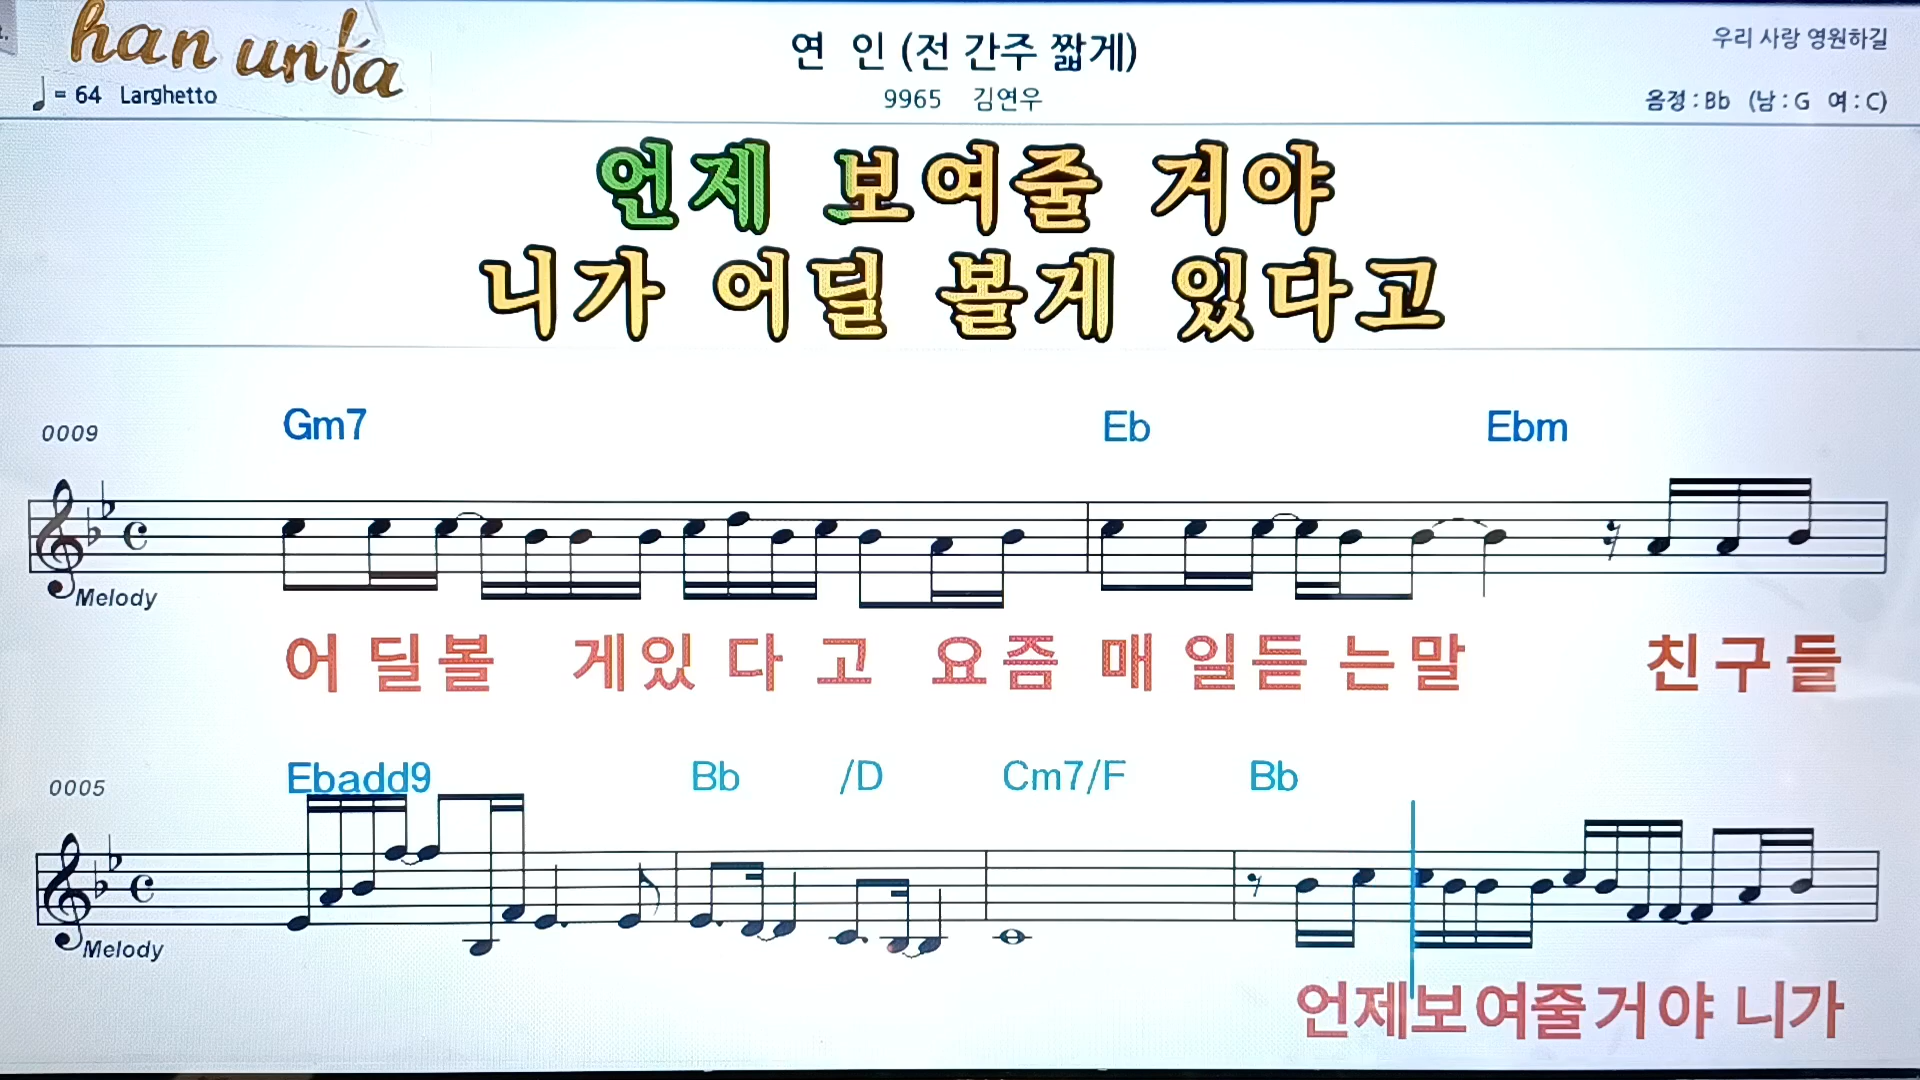 han unfa
♩= 64 Larghetto
연 인 (전 간주 짧게)
9965 김연우
우리 사랑 영원하길
음정 : Bb (남 : G 여 : C)
언제 보여줄 거야
니가 어딜 볼게 있다고
0009 Gm7 Eb Ebm
Melody
어 딜 볼 게 있 다 고 요 즘 매 일 듣 는 말 친 구 들
0005 Ebadd9 Bb /D Cm7/F Bb
Melody
언제보여줄거야 니가